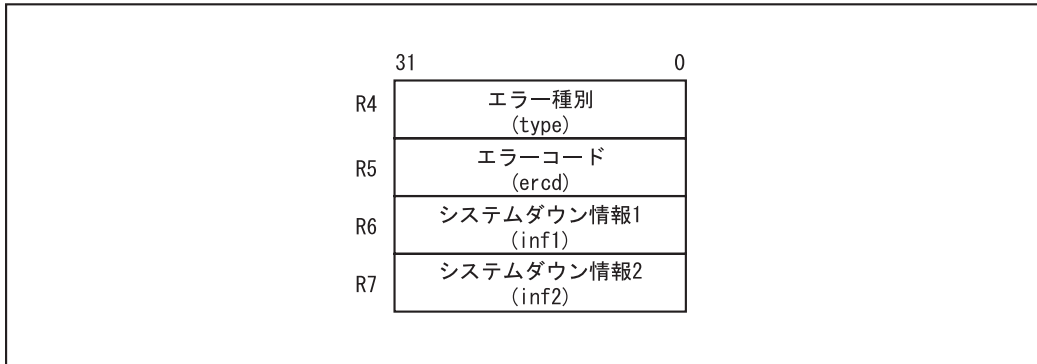 31 0
R4 エラー種別
(type)
R5 エラーコード
(ercd)
R6 システムダウン情報1
(inf1)
R7 システムダウン情報2
(inf2)